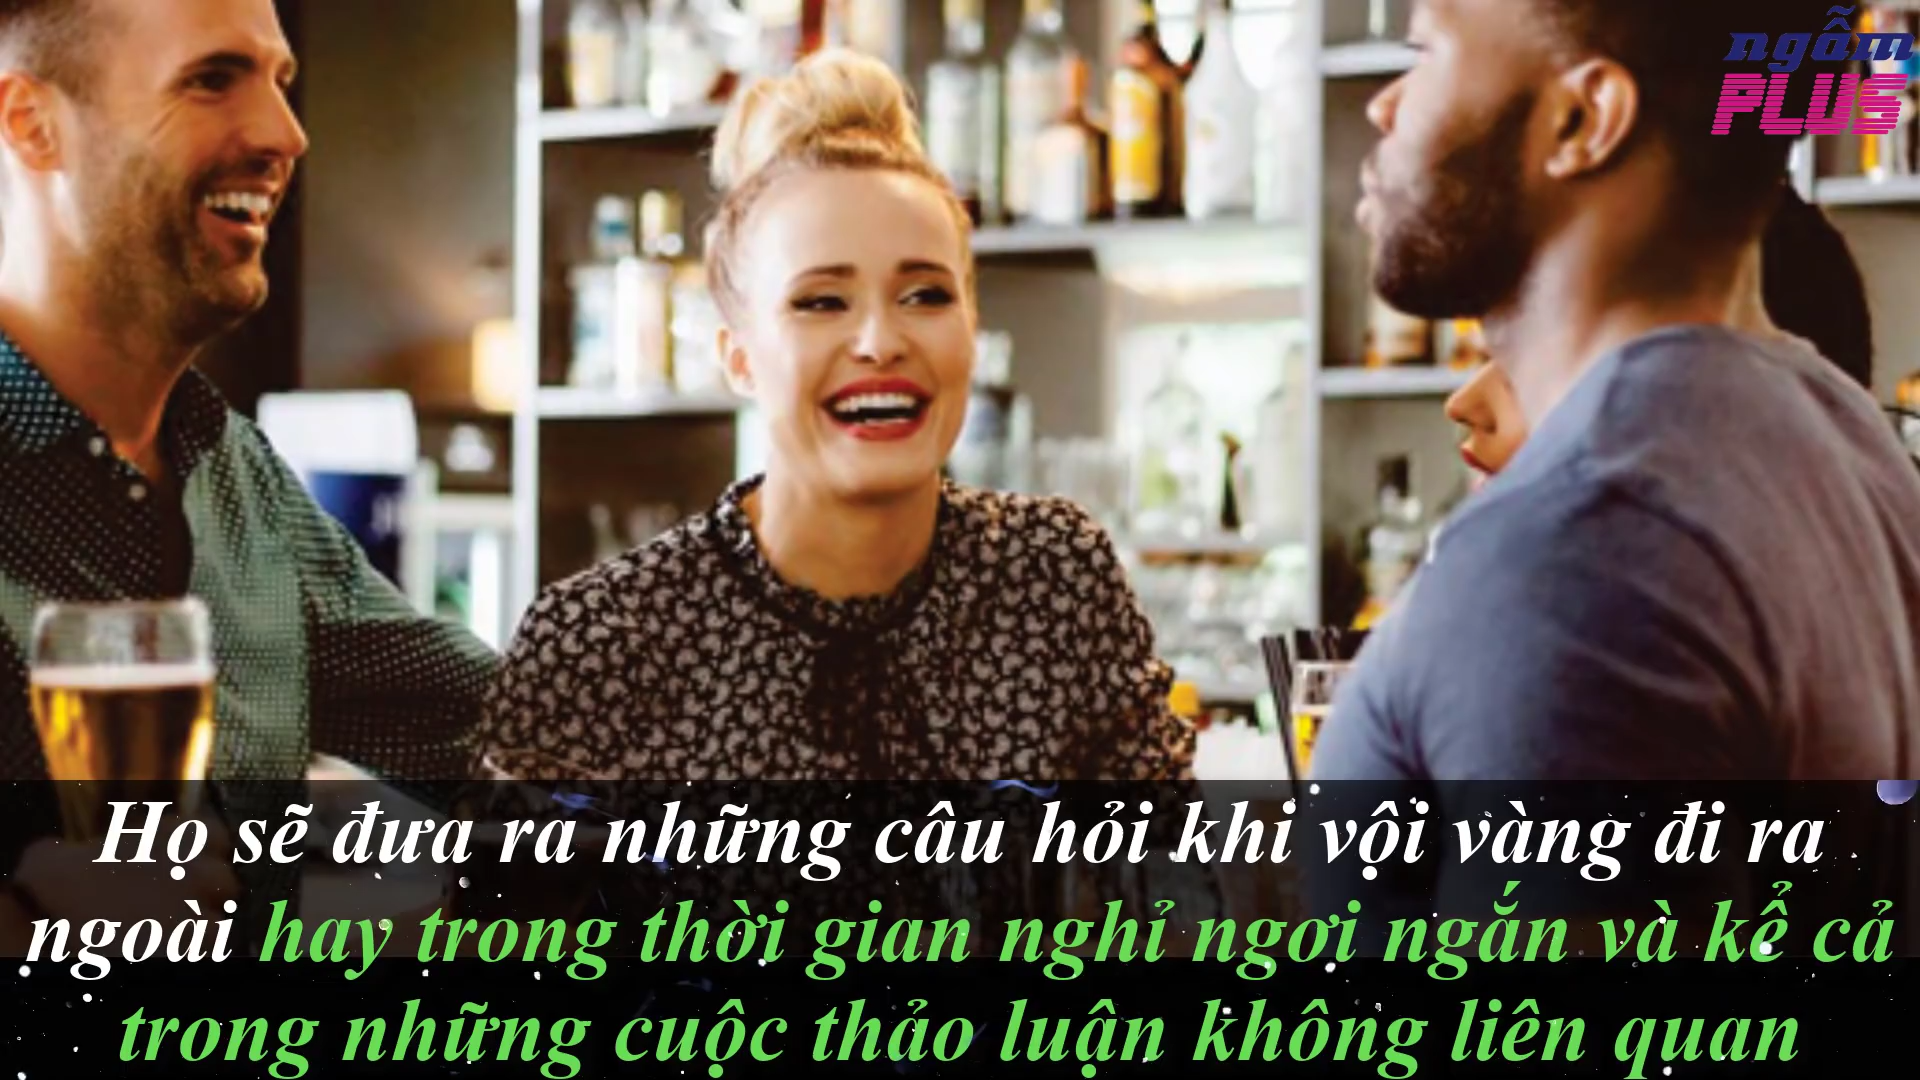 ngẫm
PLUS
Họ sẽ đưa ra những câu hỏi khi vội vàng đi ra
ngoài hay trong thời gian nghỉ ngơi ngắn và kể cả
trong những cuộc thảo luận không liên quan